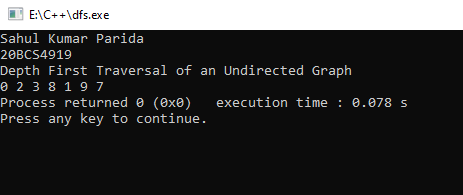 E:\C++\dfs.exe
Sahul Kumar Parida
20BCS4919
Depth First Traversal of an Undirected Graph
0 2 3 8 1 9 7
Process returned 0 (0x0)   execution time : 0.078 s
Press any key to continue.